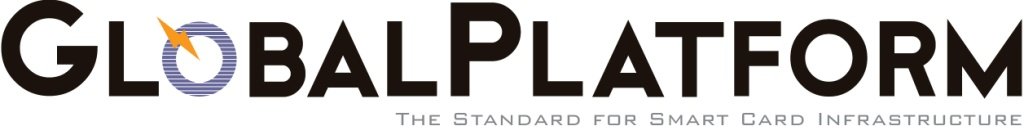 GLOBALPLATFORM
THE STANDARD FOR SMART CARD INFRASTRUCTURE